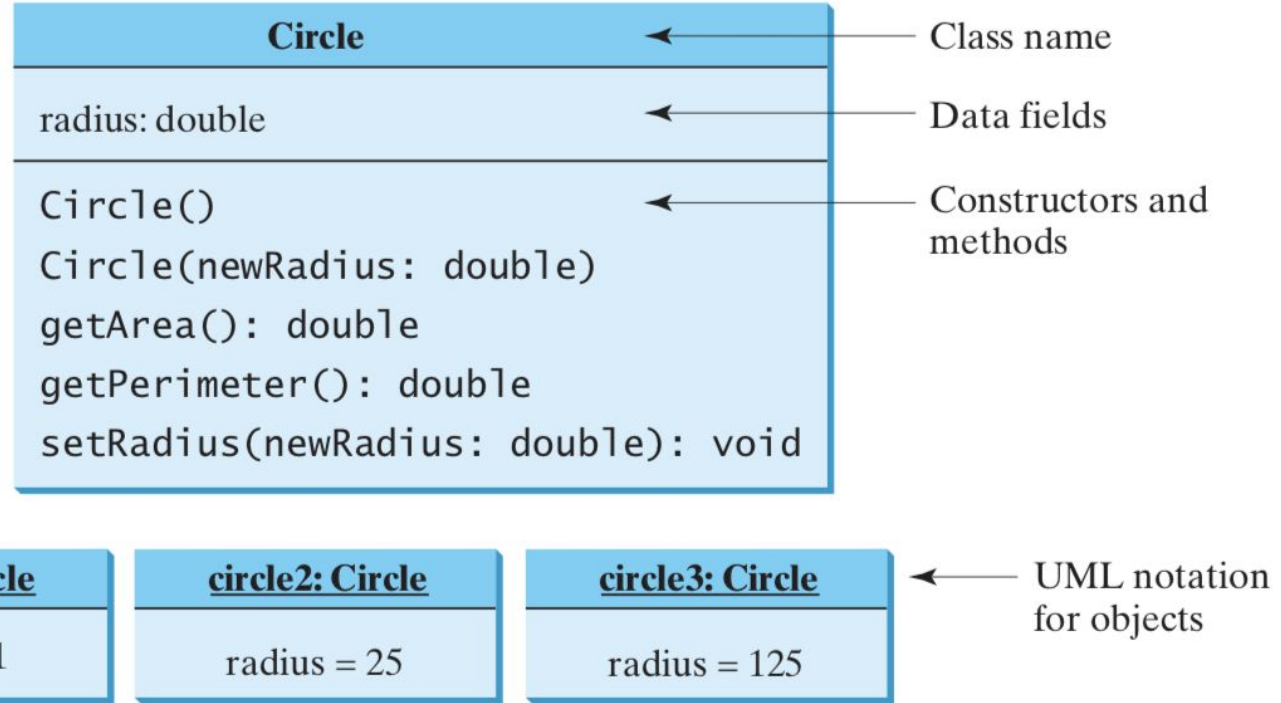 Circle
Class name
radius: double
Data fields
Circle()
Constructors and
methods
Circle(newRadius: double)
getArea(): double
getPerimeter(): double
setRadius(newRadius: double): void
circle2: Circle
circle3: Circle
UML notation
for objects
radius = 25
radius = 125